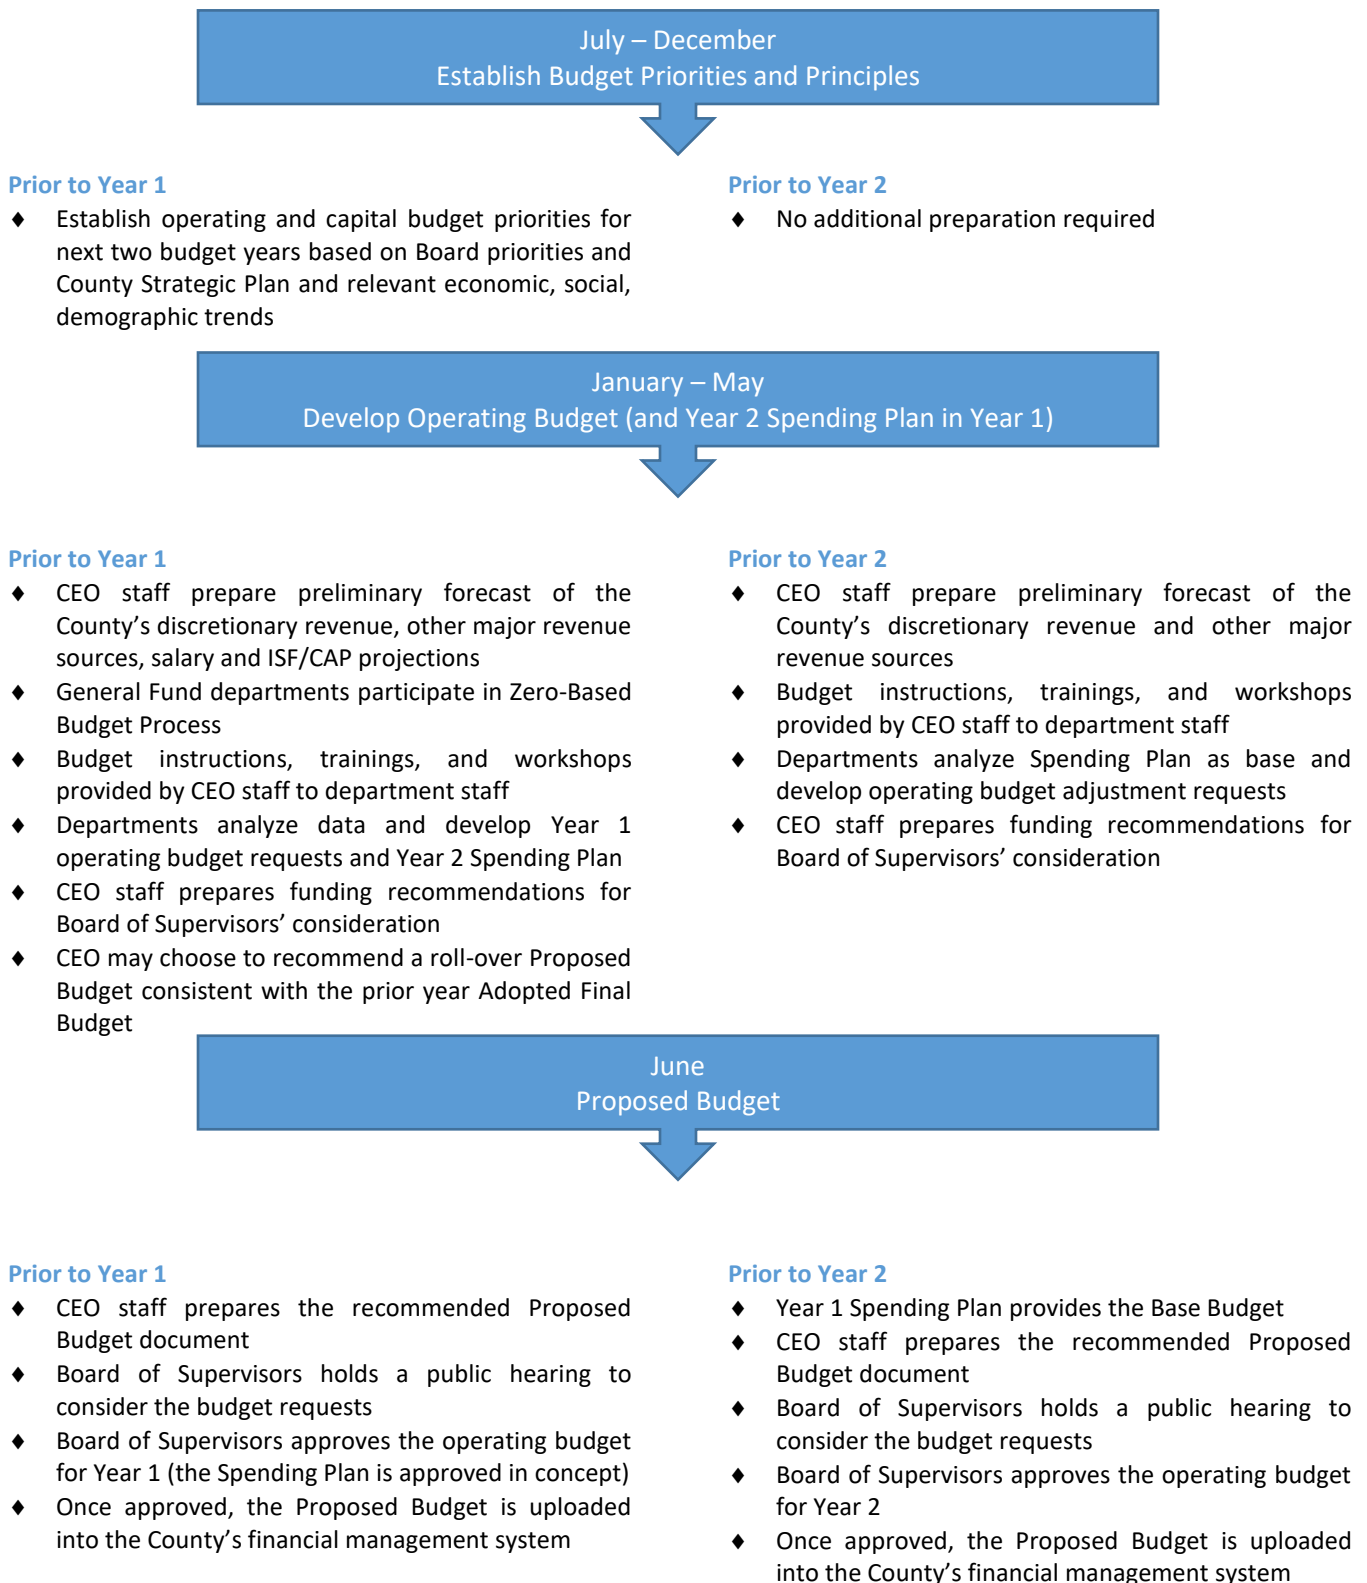 July – December
Establish Budget Priorities and Principles
Prior to Year 1
♦ Establish operating and capital budget priorities for
next two budget years based on Board priorities and
County Strategic Plan and relevant economic, social,
demographic trends
Prior to Year 2
♦ No additional preparation required
January – May
Develop Operating Budget (and Year 2 Spending Plan in Year 1)
Prior to Year 1
♦ CEO staff prepare preliminary forecast of the
County’s discretionary revenue, other major revenue
sources, salary and ISF/CAP projections
♦ General Fund departments participate in Zero-Based
Budget Process
♦ Budget instructions, trainings, and workshops
provided by CEO staff to department staff
♦ Departments analyze data and develop Year 1
operating budget requests and Year 2 Spending Plan
♦ CEO staff prepares funding recommendations for
Board of Supervisors’ consideration
♦ CEO may choose to recommend a roll-over Proposed
Budget consistent with the prior year Adopted Final
Budget
Prior to Year 2
♦ CEO staff prepare preliminary forecast of the
County’s discretionary revenue and other major
revenue sources
♦ Budget instructions, trainings, and workshops
provided by CEO staff to department staff
♦ Departments analyze Spending Plan as base and
develop operating budget adjustment requests
♦ CEO staff prepares funding recommendations for
Board of Supervisors’ consideration
June
Proposed Budget
Prior to Year 1
♦ CEO staff prepares the recommended Proposed
Budget document
♦ Board of Supervisors holds a public hearing to
consider the budget requests
♦ Board of Supervisors approves the operating budget
for Year 1 (the Spending Plan is approved in concept)
♦ Once approved, the Proposed Budget is uploaded
into the County’s financial management system
Prior to Year 2
♦ Year 1 Spending Plan provides the Base Budget
♦ CEO staff prepares the recommended Proposed
Budget document
♦ Board of Supervisors holds a public hearing to
consider the budget requests
♦ Board of Supervisors approves the operating budget
for Year 2
♦ Once approved, the Proposed Budget is uploaded
into the County’s financial management system